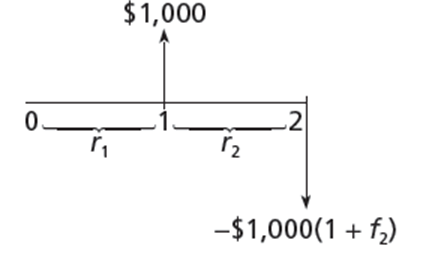 $1,000
0 1 2
r₁ r₂
–$1,000(1 + f₂)